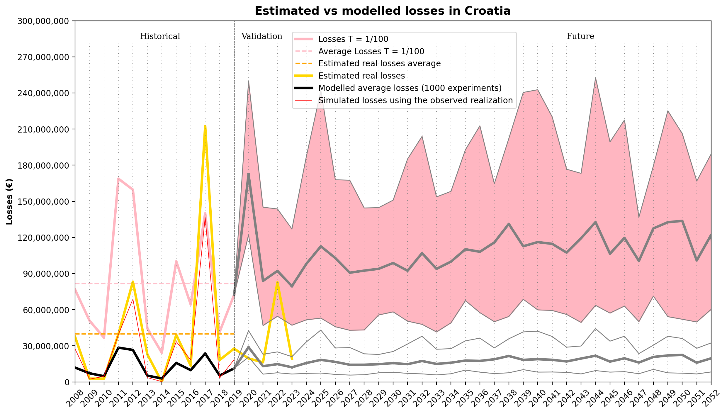 Estimated vs modelled losses in Croatia
300,000,000
270,000,000
240,000,000
210,000,000
180,000,000
150,000,000
120,000,000
90,000,000
60,000,000
30,000,000
0
Losses (€)
Historical
Validation
Future
Losses T = 1/100
Average Losses T = 1/100
Estimated real losses average
Estimated real losses
Modelled average losses (1000 experiments)
Simulated losses using the observed realization
2008 2009 2010 2011 2012 2013 2014 2015 2016 2017 2018 2019 2020 2021 2022 2023 2024 2025 2026 2027 2028 2029 2030 2031 2032 2033 2034 2035 2036 2037 2038 2039 2040 2041 2042 2043 2044 2045 2046 2047 2048 2049 2050 2051 2052